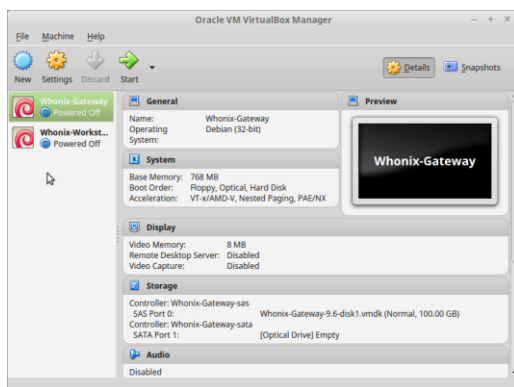 Oracle VM VirtualBox Manager
File Machine Help
New Settings Discard Start
Details Snapshots
Whonix-Gateway
Powered Off
Whonix-Workst...
Powered Off
General
Name: Whonix-Gateway
Operating System: Debian (32-bit)
System
Base Memory: 768 MB
Boot Order: Floppy, Optical, Hard Disk
Acceleration: VT-x/AMD-V, Nested Paging, PAE/NX
Preview
Whonix-Gateway
Display
Video Memory: 8 MB
Remote Desktop Server: Disabled
Video Capture: Disabled
Storage
Controller: Whonix-Gateway-sas
SAS Port 0: Whonix-Gateway-9.6-disk1.vmdk (Normal, 100.00 GB)
Controller: Whonix-Gateway-sata
SATA Port 1: [Optical Drive] Empty
Audio
Disabled